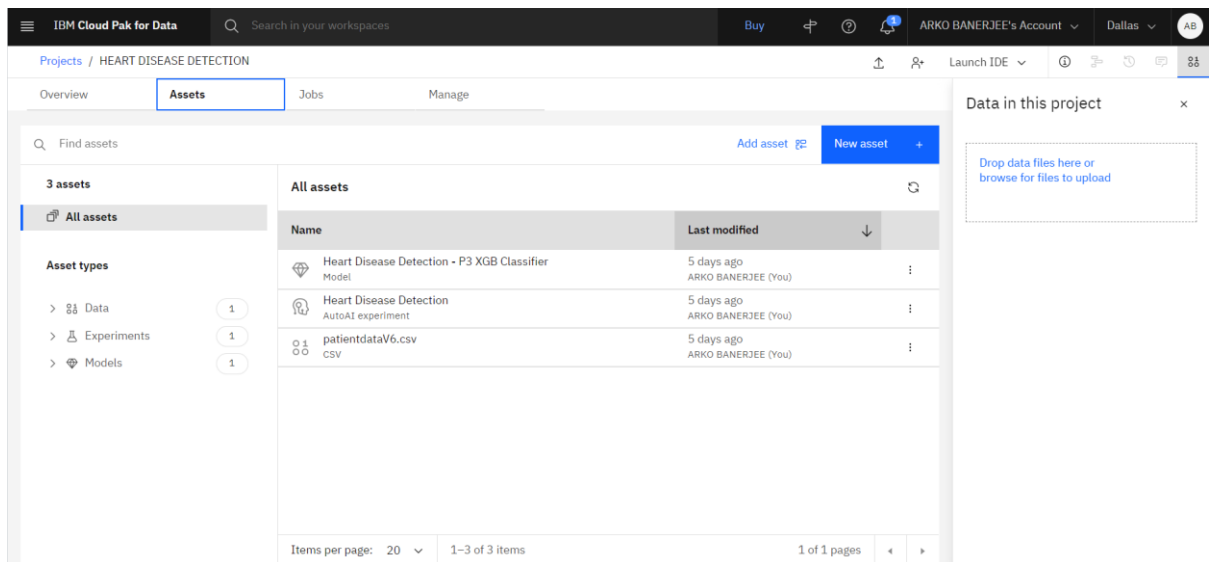 IBM Cloud Pak for Data
Search in your workspaces
Buy
1
ARKO BANERJEE's Account
Dallas
AB
Projects / HEART DISEASE DETECTION
Launch IDE
Overview
Assets
Jobs
Manage
Data in this project
Find assets
Add asset
New asset +
Drop data files here or
browse for files to upload
3 assets
All assets
All assets
Name
Last modified
Asset types
Data 1
Experiments 1
Models 1
Heart Disease Detection - P3 XGB Classifier
Model
5 days ago
ARKO BANERJEE (You)
Heart Disease Detection
AutoAI experiment
5 days ago
ARKO BANERJEE (You)
patientdataV6.csv
CSV
5 days ago
ARKO BANERJEE (You)
Items per page: 20
1–3 of 3 items
1 of 1 pages